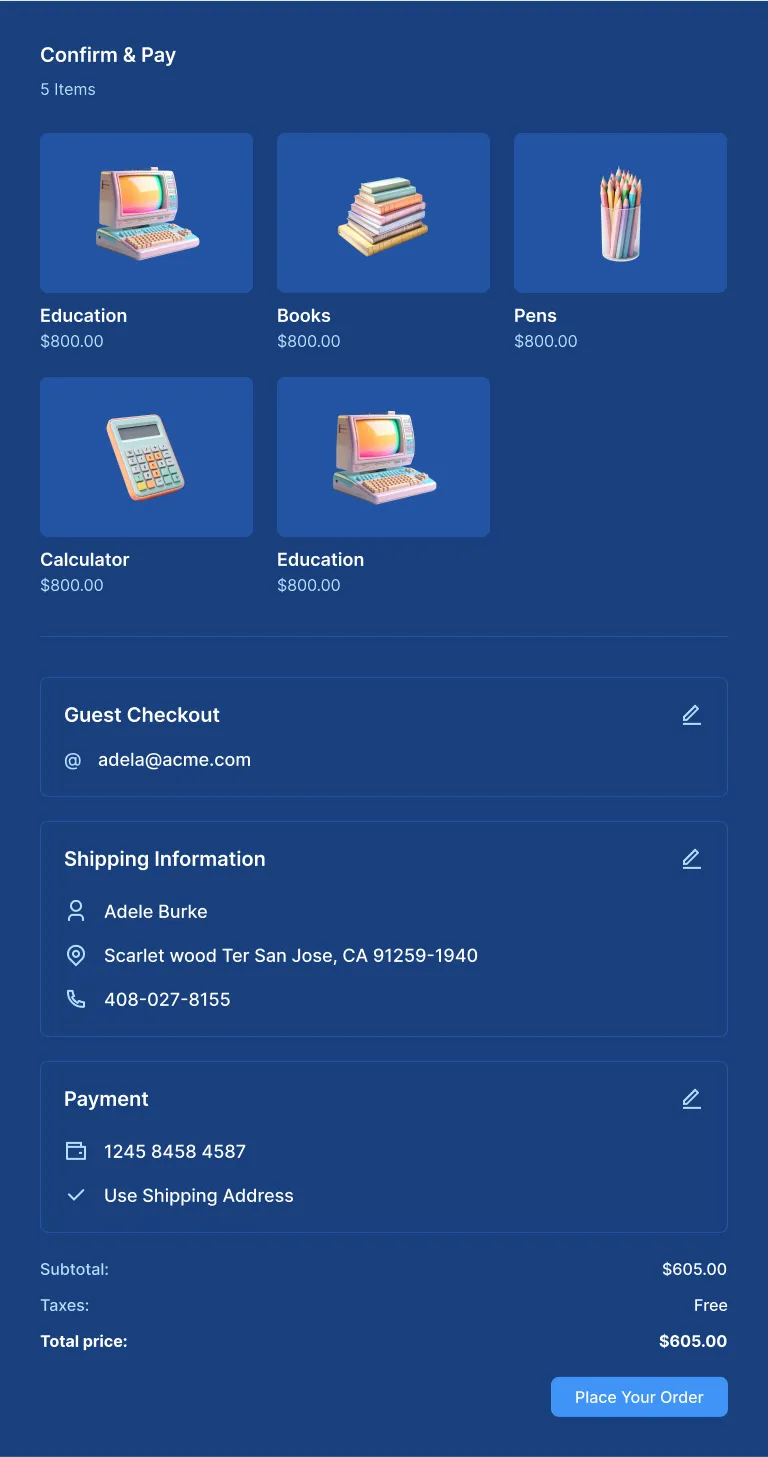 Confirm & Pay
5 Items
Education
$800.00
Books
$800.00
Pens
$800.00
Calculator
$800.00
Education
$800.00
Guest Checkout
@ adela@acme.com
Shipping Information
Adele Burke
Scarlet wood Ter San Jose, CA 91259-1940
408-027-8155
Payment
1245 8458 4587
Use Shipping Address
Subtotal: $605.00
Taxes: Free
Total price: $605.00
Place Your Order